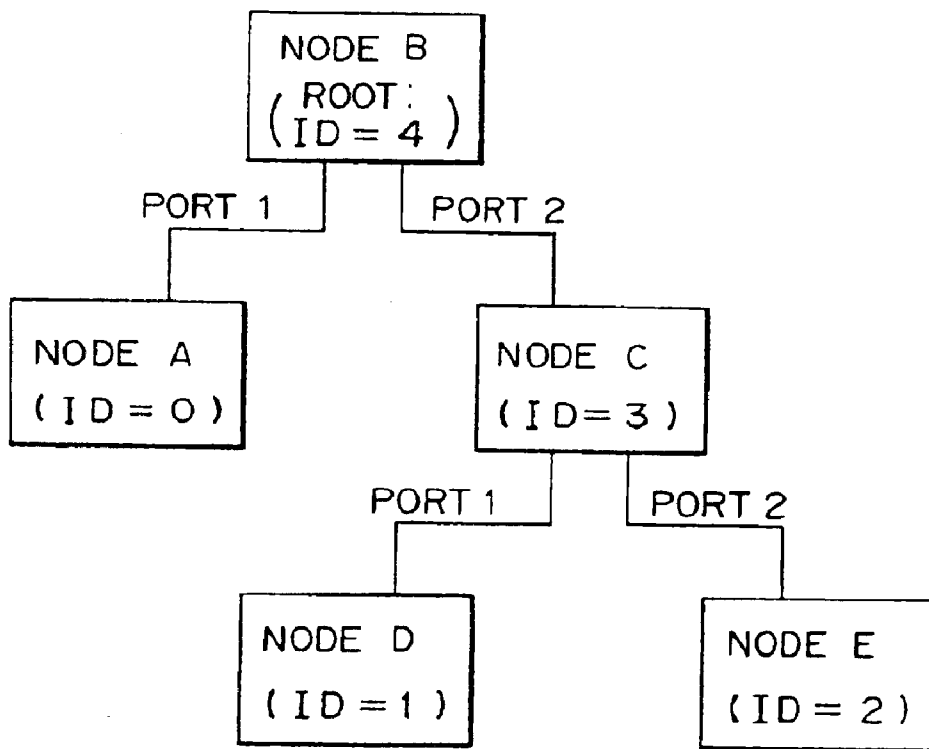 NODE B
( ROOT:
ID = 4 )
PORT 1
PORT 2
NODE A
( ID = 0 )
NODE C
( ID = 3 )
PORT 1
PORT 2
NODE D
( ID = 1 )
NODE E
( ID = 2 )